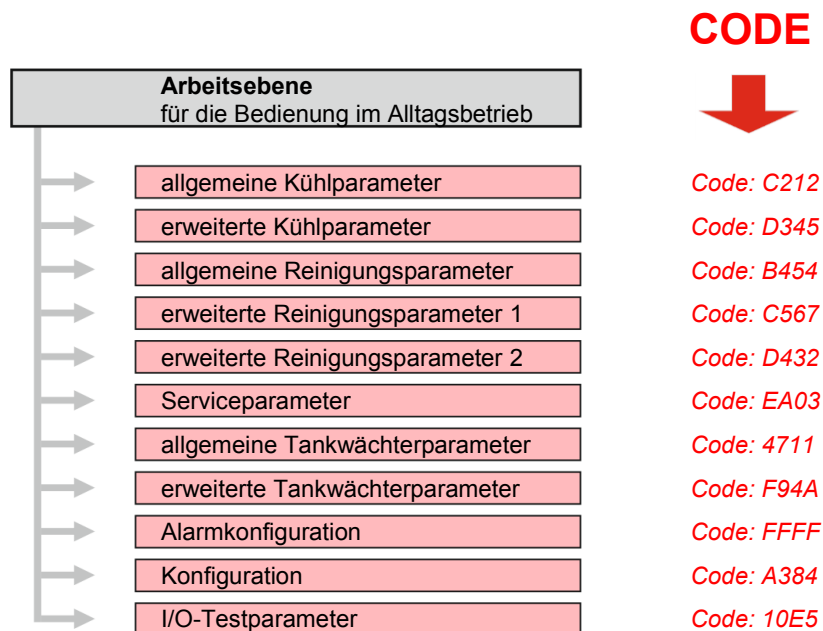 CODE
Arbeitsebene
für die Bedienung im Alltagsbetrieb
allgemeine Kühlparameter Code: C212
erweiterte Kühlparameter Code: D345
allgemeine Reinigungsparameter Code: B454
erweiterte Reinigungsparameter 1 Code: C567
erweiterte Reinigungsparameter 2 Code: D432
Serviceparameter Code: EA03
allgemeine Tankwächterparameter Code: 4711
erweiterte Tankwächterparameter Code: F94A
Alarmkonfiguration Code: FFFF
Konfiguration Code: A384
I/O-Testparameter Code: 10E5